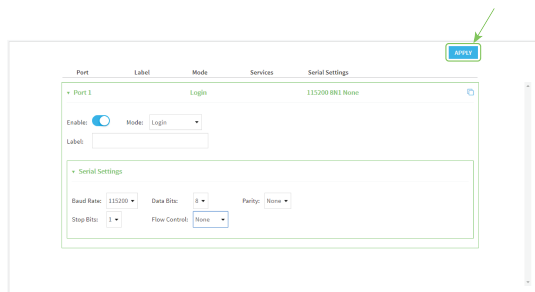 APPLY
Port Label Mode Services Serial Settings
Port 1 Login 115200 8N1 None
Enable: Mode: Login
Label:
Serial Settings
Baud Rate: 115200 Data Bits: 8 Parity: None
Stop Bits: 1 Flow Control: None